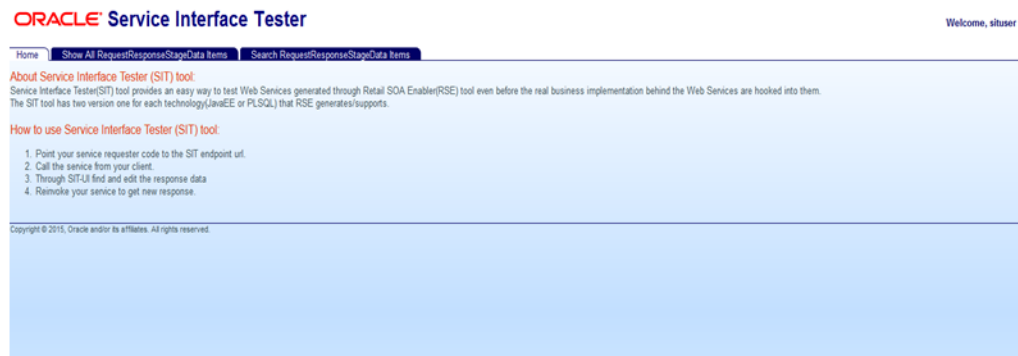 ORACLE Service Interface Tester
Welcome, situser
Home Show All RequestResponseStageData Items Search RequestResponseStageData Items
About Service Interface Tester (SIT) tool:
Service Interface Tester(SIT) tool provides an easy way to test Web Services generated through Retail SOA Enabler(RSE) tool even before the real business implementation behind the Web Services are hooked into them.
The SIT tool has two version one for each technology(JavaEE or PLSQL) that RSE generates/supports.
How to use Service Interface Tester (SIT) tool:
1. Point your service requester code to the SIT endpoint url.
2. Call the service from your client.
3. Through SIT-UI find and edit the response data
4. Reinvoke your service to get new response.
Copyright © 2015, Oracle and/or its affiliates. All rights reserved.